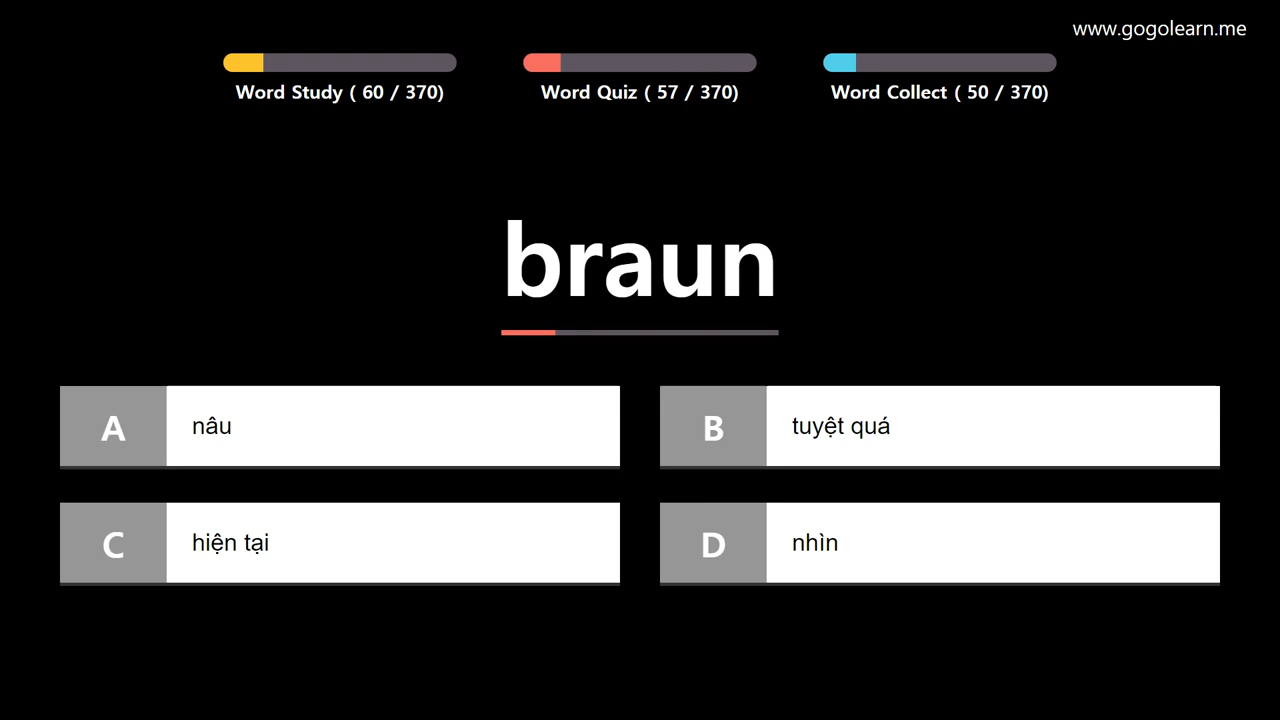 www.gogolearn.me
Word Study ( 60 / 370)
Word Quiz ( 57 / 370)
Word Collect ( 50 / 370)
braun
A nâu
B tuyệt quá
C hiện tại
D nhìn